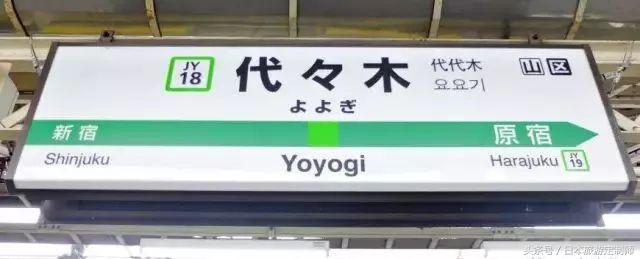 JY
18
代々木
よよぎ
代代木
요요기
山 区
新宿
Shinjuku
Yoyogi
原宿
Harajuku
JY
19
头条号 / 日本旅游定制师